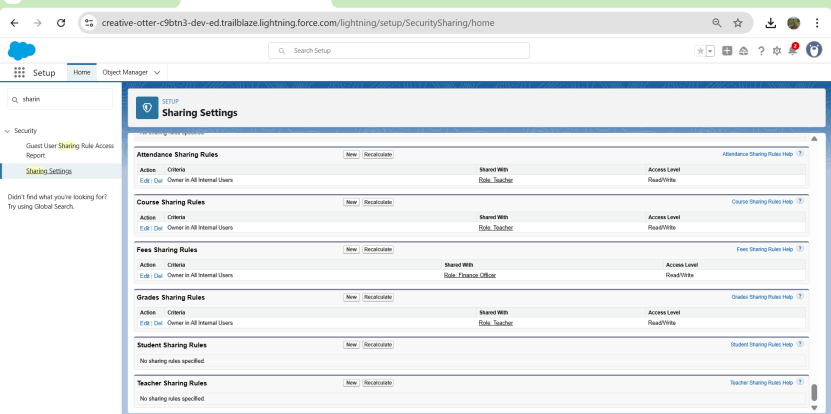 creative-otter-c9btn3-dev-ed.trailblaze.lightning.force.com/lightning/setup/SecuritySharing/home
Search Setup
Setup Home Object Manager
sharin
SETUP
Sharing Settings
Security
Guest User Sharing Rule Access
Report
Sharing Settings
Didn't find what you're looking for?
Try using Global Search.
No sharing rules specified.
Attendance Sharing Rules New Recalculate Attendance Sharing Rules Help ?
Action Criteria Shared With Access Level
Edit | Del Owner in All Internal Users Role: Teacher Read/Write
Course Sharing Rules New Recalculate Course Sharing Rules Help ?
Action Criteria Shared With Access Level
Edit | Del Owner in All Internal Users Role: Teacher Read/Write
Fees Sharing Rules New Recalculate Fees Sharing Rules Help ?
Action Criteria Shared With Access Level
Edit | Del Owner in All Internal Users Role: Finance Officer Read/Write
Grades Sharing Rules New Recalculate Grades Sharing Rules Help ?
Action Criteria Shared With Access Level
Edit | Del Owner in All Internal Users Role: Teacher Read/Write
Student Sharing Rules New Recalculate Student Sharing Rules Help ?
No sharing rules specified.
Teacher Sharing Rules New Recalculate Teacher Sharing Rules Help ?
No sharing rules specified.